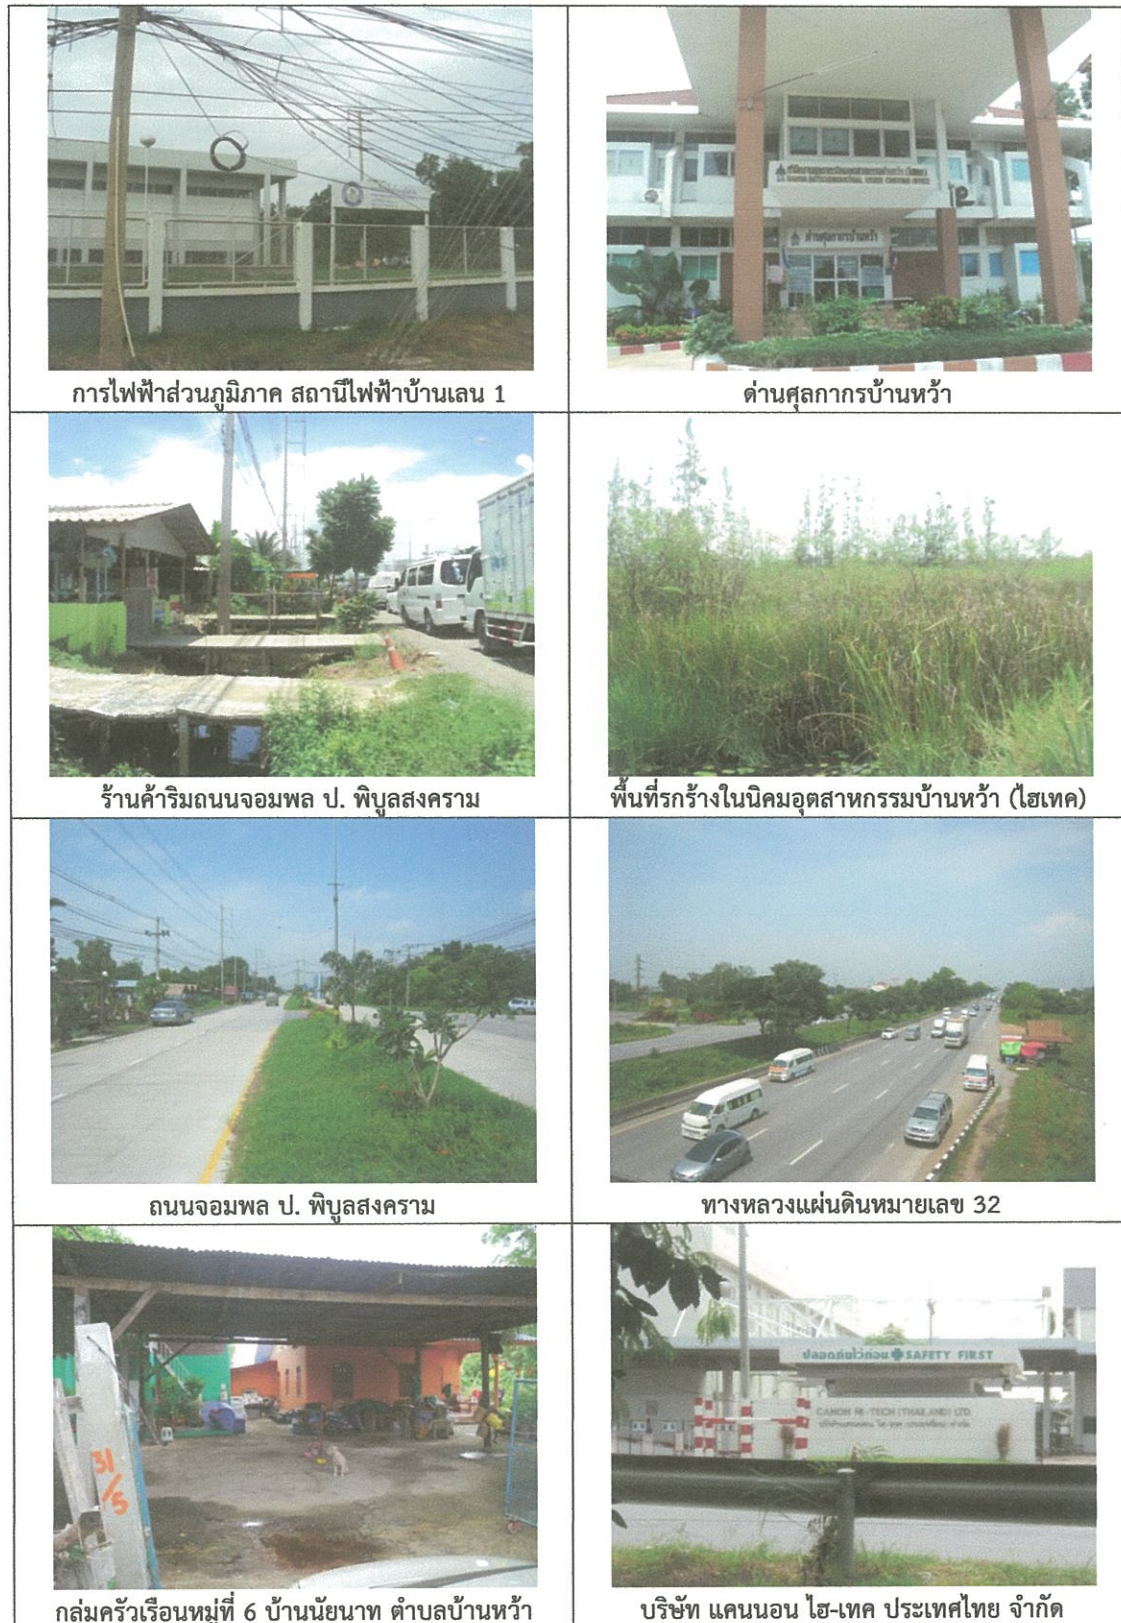 การไฟฟ้าส่วนภูมิภาค สถานีไฟฟ้าบ้านเลน 1
ด่านศุลกากรบ้านหว้า
ด่านศุลกากรบ้านหว้า
ร้านค้าริมถนนจอมพล ป. พิบูลสงคราม
พื้นที่รกร้างในนิคมอุตสาหกรรมบ้านหว้า (ไฮเทค)
ถนนจอมพล ป. พิบูลสงคราม
ทางหลวงแผ่นดินหมายเลข 32
31/5
กลุ่มครัวเรือนหมู่ที่ 6 บ้านนัยนาท ตำบลบ้านหว้า
ปลอดภัยไว้ก่อน SAFETY FIRST
CANON HI-TECH (THAILAND) LTD
บริษัท แคนนอน ไฮ-เทค ประเทศไทย จำกัด